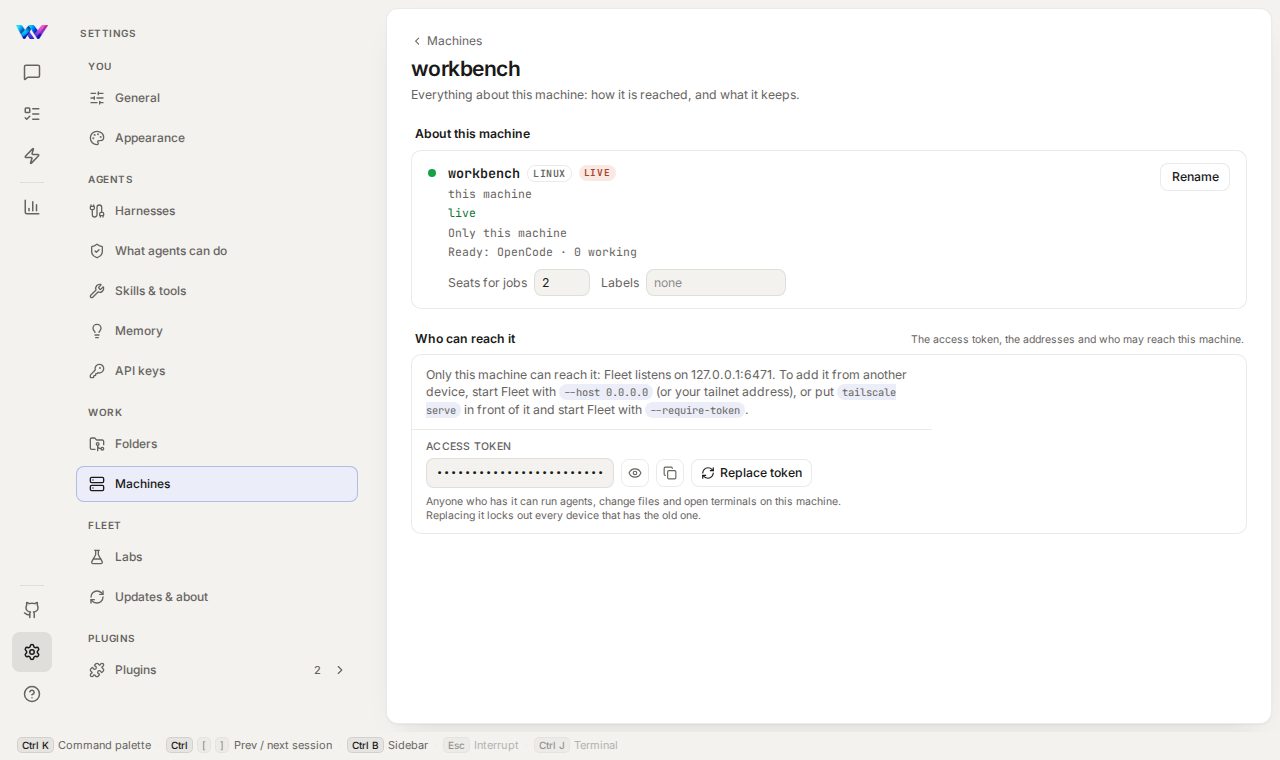 SETTINGS
YOU
General
Appearance
AGENTS
Harnesses
What agents can do
Skills & tools
Memory
API keys
WORK
Folders
Machines
FLEET
Labs
Updates & about
PLUGINS
Plugins 2
Machines
workbench
Everything about this machine: how it is reached, and what it keeps.
About this machine
workbench LINUX LIVE
Rename
this machine
live
Only this machine
Ready: OpenCode · 0 working
Seats for jobs 2 Labels none
Who can reach it
The access token, the addresses and who may reach this machine.
Only this machine can reach it: Fleet listens on 127.0.0.1:6471. To add it from another
device, start Fleet with --host 0.0.0.0 (or your tailnet address), or put tailscale
serve in front of it and start Fleet with --require-token.
ACCESS TOKEN
••••••••••••••••••••••••
Replace token
Anyone who has it can run agents, change files and open terminals on this machine.
Replacing it locks out every device that has the old one.
Ctrl K Command palette Ctrl [ ] Prev / next session Ctrl B Sidebar Esc Interrupt Ctrl J Terminal